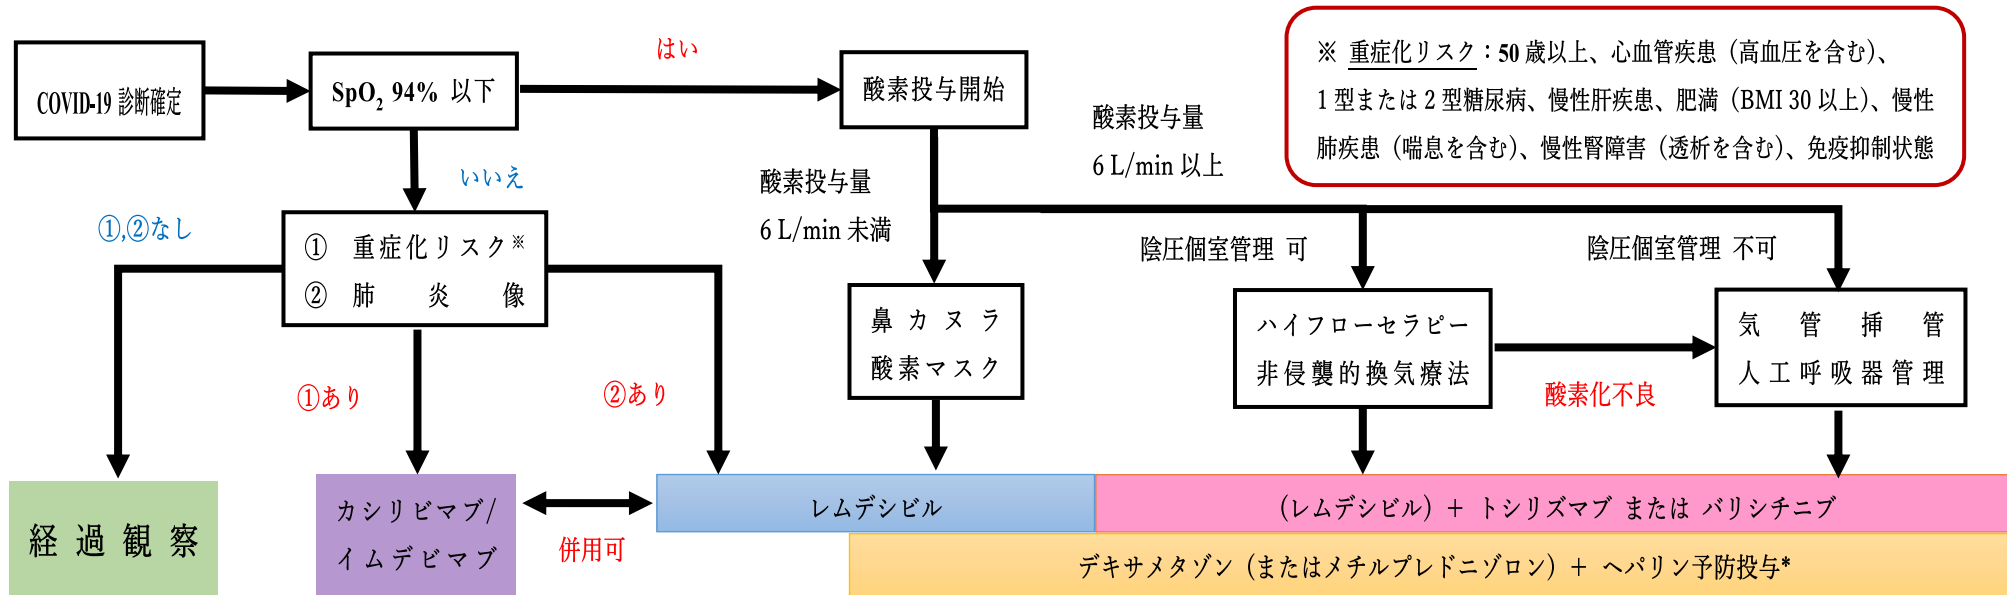 COVID-19 診断確定
SpO₂ 94% 以下
はい
酸素投与開始
※ 重症化リスク：50 歳以上、心血管疾患（高血圧を含む）、
1 型または 2 型糖尿病、慢性肝疾患、肥満（BMI 30 以上）、慢性
肺疾患（喘息を含む）、慢性腎障害（透析を含む）、免疫抑制状態
いいえ
酸素投与量
6 L/min 未満
酸素投与量
6 L/min 以上
①,②なし
① 重症化リスク※
② 肺炎像
陰圧個室管理 可
陰圧個室管理 不可
鼻カヌラ
酸素マスク
ハイフローセラピー
非侵襲的換気療法
気管挿管
人工呼吸器管理
①あり
②あり
酸素化不良
経過観察
カシリビマブ/
イムデビマブ
併用可
レムデシビル
（レムデシビル）+ トシリズマブ または バリシチニブ
デキサメタゾン（またはメチルプレドニゾロン）+ ヘパリン予防投与*